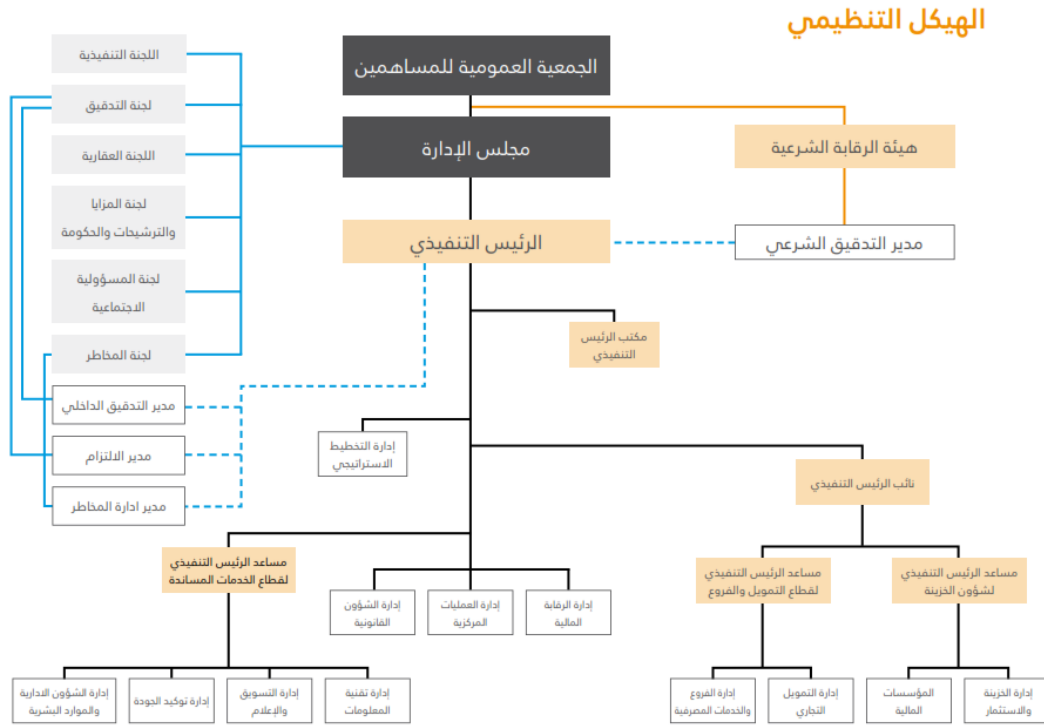 الهيكل التنظيمي
الجمعية العمومية للمساهمين
مجلس الإدارة
هيئة الرقابة الشرعية
الرئيس التنفيذي
مدير التدقيق الشرعي
اللجنة التنفيذية
لجنة التدقيق
اللجنة العقارية
لجنة المزايا
والترشيحات والحكومة
لجنة المسؤولية
الاجتماعية
لجنة المخاطر
مدير التدقيق الداخلي
مدير الالتزام
مدير ادارة المخاطر
مكتب الرئيس
التنفيذي
إدارة التخطيط
الاستراتيجي
نائب الرئيس التنفيذي
مساعد الرئيس التنفيذي
لشؤون الخزينة
مساعد الرئيس التنفيذي
لقطاع التمويل والفروع
مساعد الرئيس التنفيذي
لقطاع الخدمات المساندة
إدارة الرقابة
المالية
إدارة العمليات
المركزية
إدارة الشؤون
القانونية
إدارة الخزينة
والاستثمار
المؤسسات
المالية
إدارة التمويل
التجاري
إدارة الفروع
والخدمات المصرفية
إدارة تقنية
المعلومات
إدارة التسويق
والإعلام
إدارة توكيد الجودة
إدارة الشؤون الادارية
والموارد البشرية